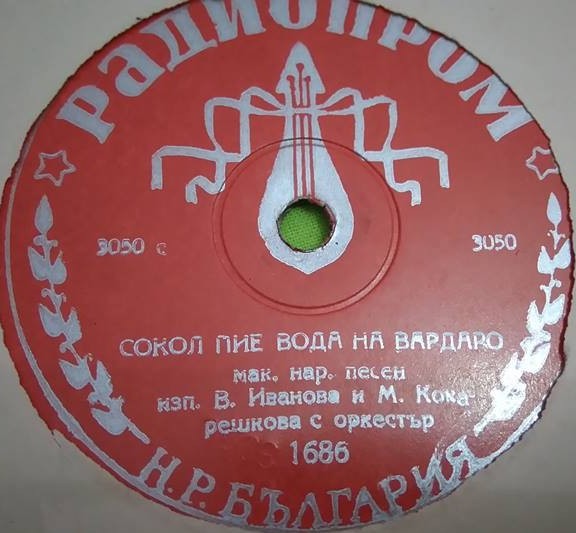 РАДИОПРОМ
3050 с 3050
СОКОЛ ПИЕ ВОДА НА ВАРДАРО
мак. нар. песен
изп. В. Иванова и М. Кока-
решкова с оркестър
1686
Н.Р. БЪЛГАРИЯ